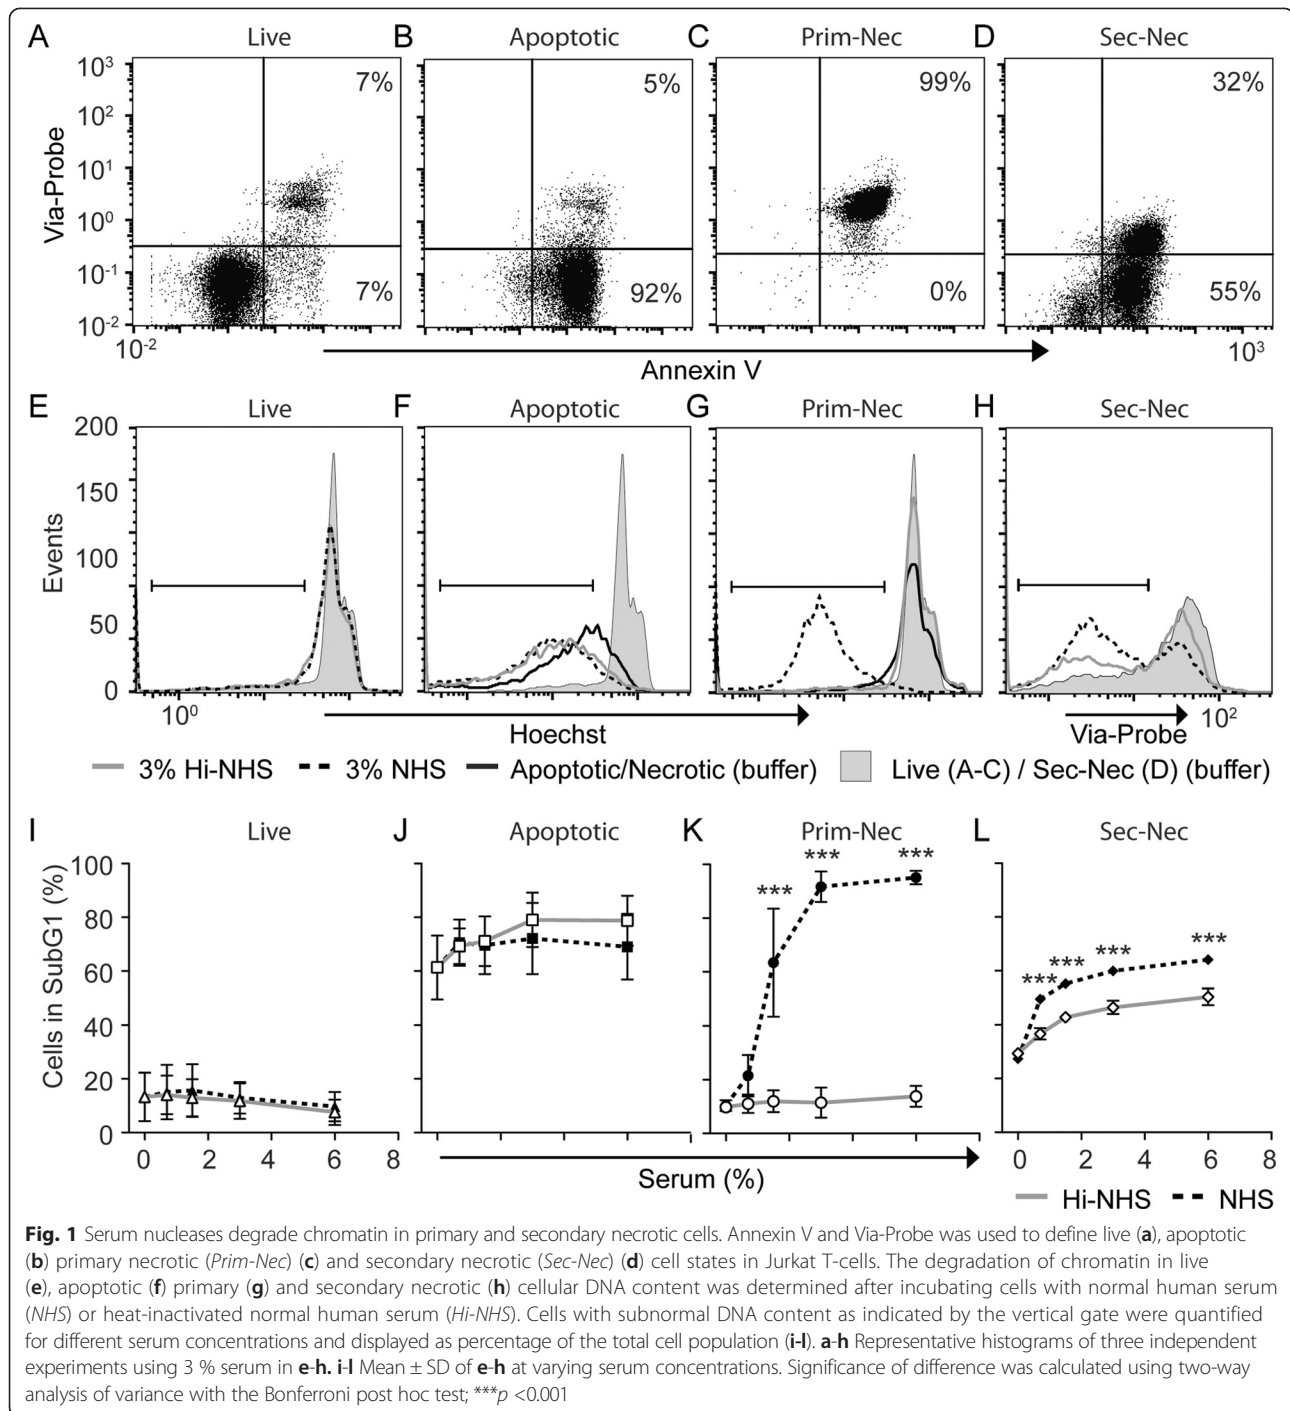 A Live B Apoptotic C Prim-Nec D Sec-Nec
10³ 7% 5% 99% 32%
10²
10¹
Via-Probe
10⁰
10⁻¹
7% 92% 0% 55%
10⁻²
10⁻² 10³
Annexin V
E Live F Apoptotic G Prim-Nec H Sec-Nec
200
150
100
Events
50
0
10⁰ 10²
Hoechst Via-Probe
3% Hi-NHS 3% NHS Apoptotic/Necrotic (buffer) Live (A-C) / Sec-Nec (D) (buffer)
I Live J Apoptotic K Prim-Nec L Sec-Nec
100 *** ***
80 ***
*** *** *** ***
60
Cells in SubG1 (%)
40
20
0
0 2 4 6 8 0 2 4 6 8
Serum (%)
Hi-NHS NHS
Fig. 1 Serum nucleases degrade chromatin in primary and secondary necrotic cells. Annexin V and Via-Probe was used to define live (a), apoptotic
(b) primary necrotic (Prim-Nec) (c) and secondary necrotic (Sec-Nec) (d) cell states in Jurkat T-cells. The degradation of chromatin in live
(e), apoptotic (f) primary (g) and secondary necrotic (h) cellular DNA content was determined after incubating cells with normal human serum
(NHS) or heat-inactivated normal human serum (Hi-NHS). Cells with subnormal DNA content as indicated by the vertical gate were quantified
for different serum concentrations and displayed as percentage of the total cell population (i-l). a-h Representative histograms of three independent
experiments using 3 % serum in e-h. i-l Mean ± SD of e-h at varying serum concentrations. Significance of difference was calculated using two-way
analysis of variance with the Bonferroni post hoc test; ***p <0.001